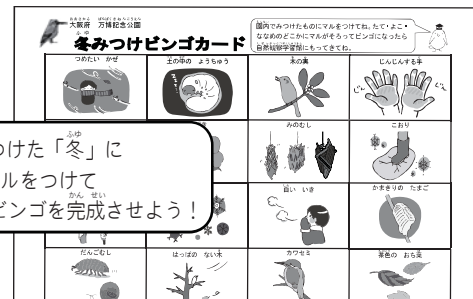 大阪府 万博記念公園
冬みつけビンゴカード
園内でみつけたものにマルをつけてね。たて・よこ・
ななめのどこかにマルがそろってビンゴになったら
自然観察学習館にもってきてね。
つめたい かぜ
土の中の ようちゅう
木の実
じんじんする手
じん
じん
つけた「冬」に
マルをつけて
ビンゴを完成させよう！
みのむし
こおり
白い いき
かまきりの たまご
だんごむし
はっぱの ない木
カワセミ
茶色の おち葉